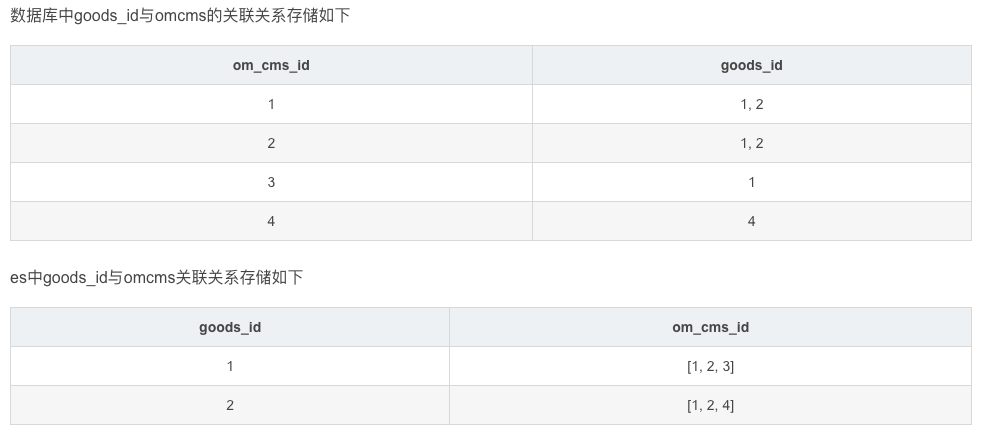 数据库中goods_id与omcms的关联关系存储如下
om_cms_id goods_id
1 1, 2
2 1, 2
3 1
4 4
es中goods_id与omcms关联关系存储如下
goods_id om_cms_id
1 [1, 2, 3]
2 [1, 2, 4]